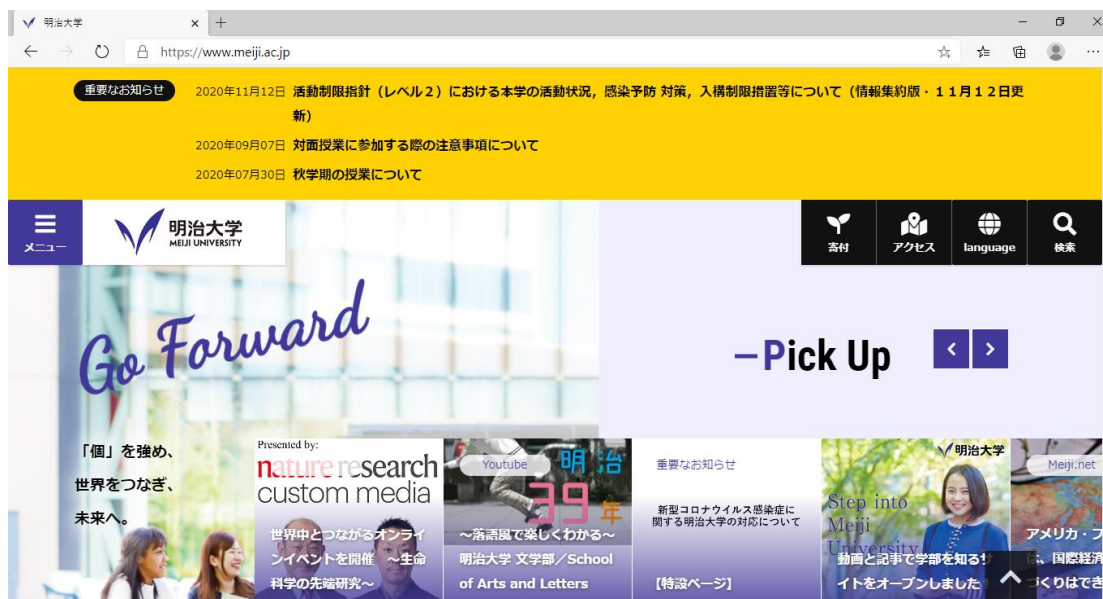 明治大学
https://www.meiji.ac.jp
重要なお知らせ
2020年11月12日 活動制限指針（レベル２）における本学の活動状況，感染予防 対策，入構制限措置等について（情報集約版・１１月１２日更
新）
2020年09月07日 対面授業に参加する際の注意事項について
2020年07月30日 秋学期の授業について
メニュー
明治大学
MEIJI UNIVERSITY
寄付
アクセス
language
検索
Go Forward
Pick Up
「個」を強め、
世界をつなぎ、
未来へ。
Presented by:
nature research
custom media
世界中とつながるオンライ
ンイベントを開催 ～生命
科学の先端研究～
Youtube
明治
39年
～落語風で楽しくわかる～
明治大学 文学部／School
of Arts and Letters
重要なお知らせ
新型コロナウイルス感染症に
関する明治大学の対応について
【特設ページ】
明治大学
Step into
Meiji
University
動画と記事で学部を知るサ
イトをオープンしました
Meiji.net
アメリカ・フ
は、国際経済
づくりはでき